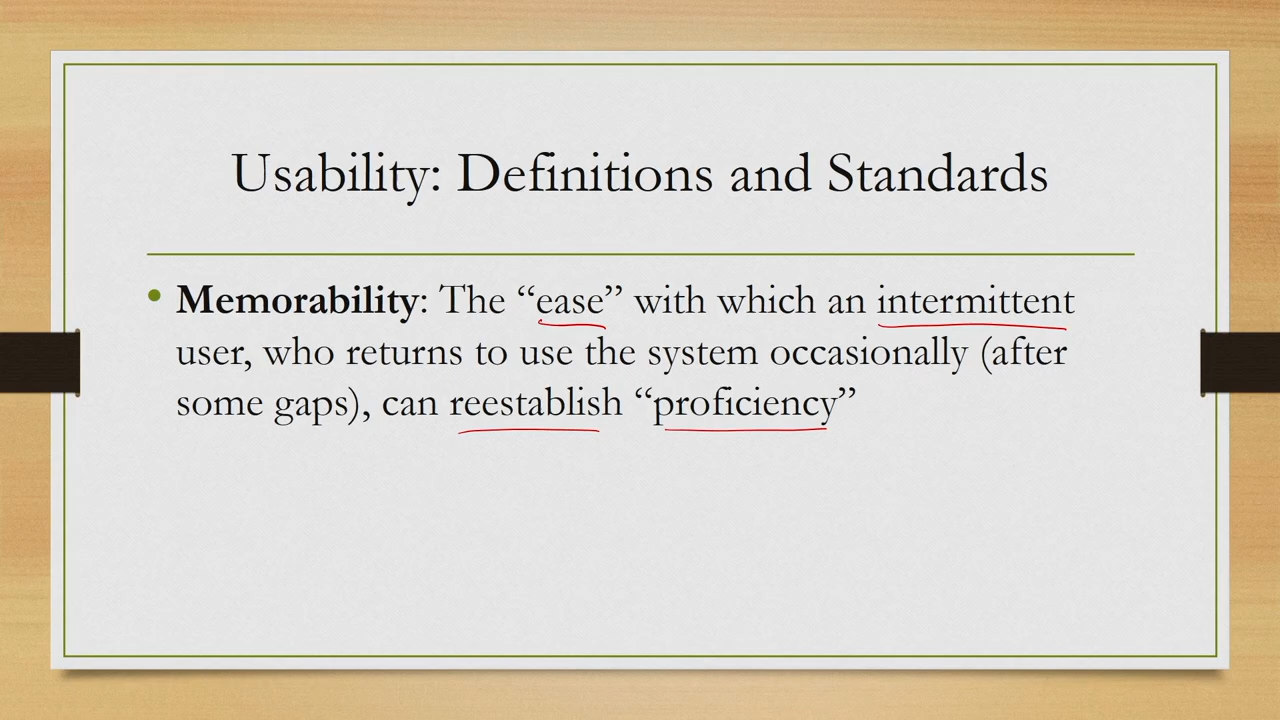 Usability: Definitions and Standards
• Memorability: The “ease” with which an intermittent
user, who returns to use the system occasionally (after
some gaps), can reestablish “proficiency”